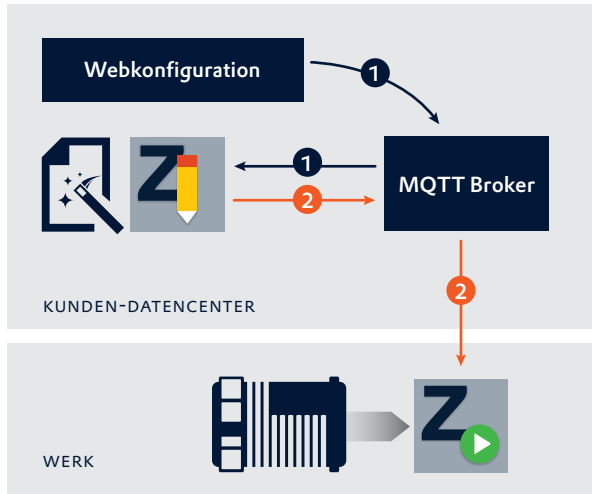 Webkonfiguration
1
1
MQTT Broker
Z
2
2
KUNDEN-DATENCENTER
Z
WERK